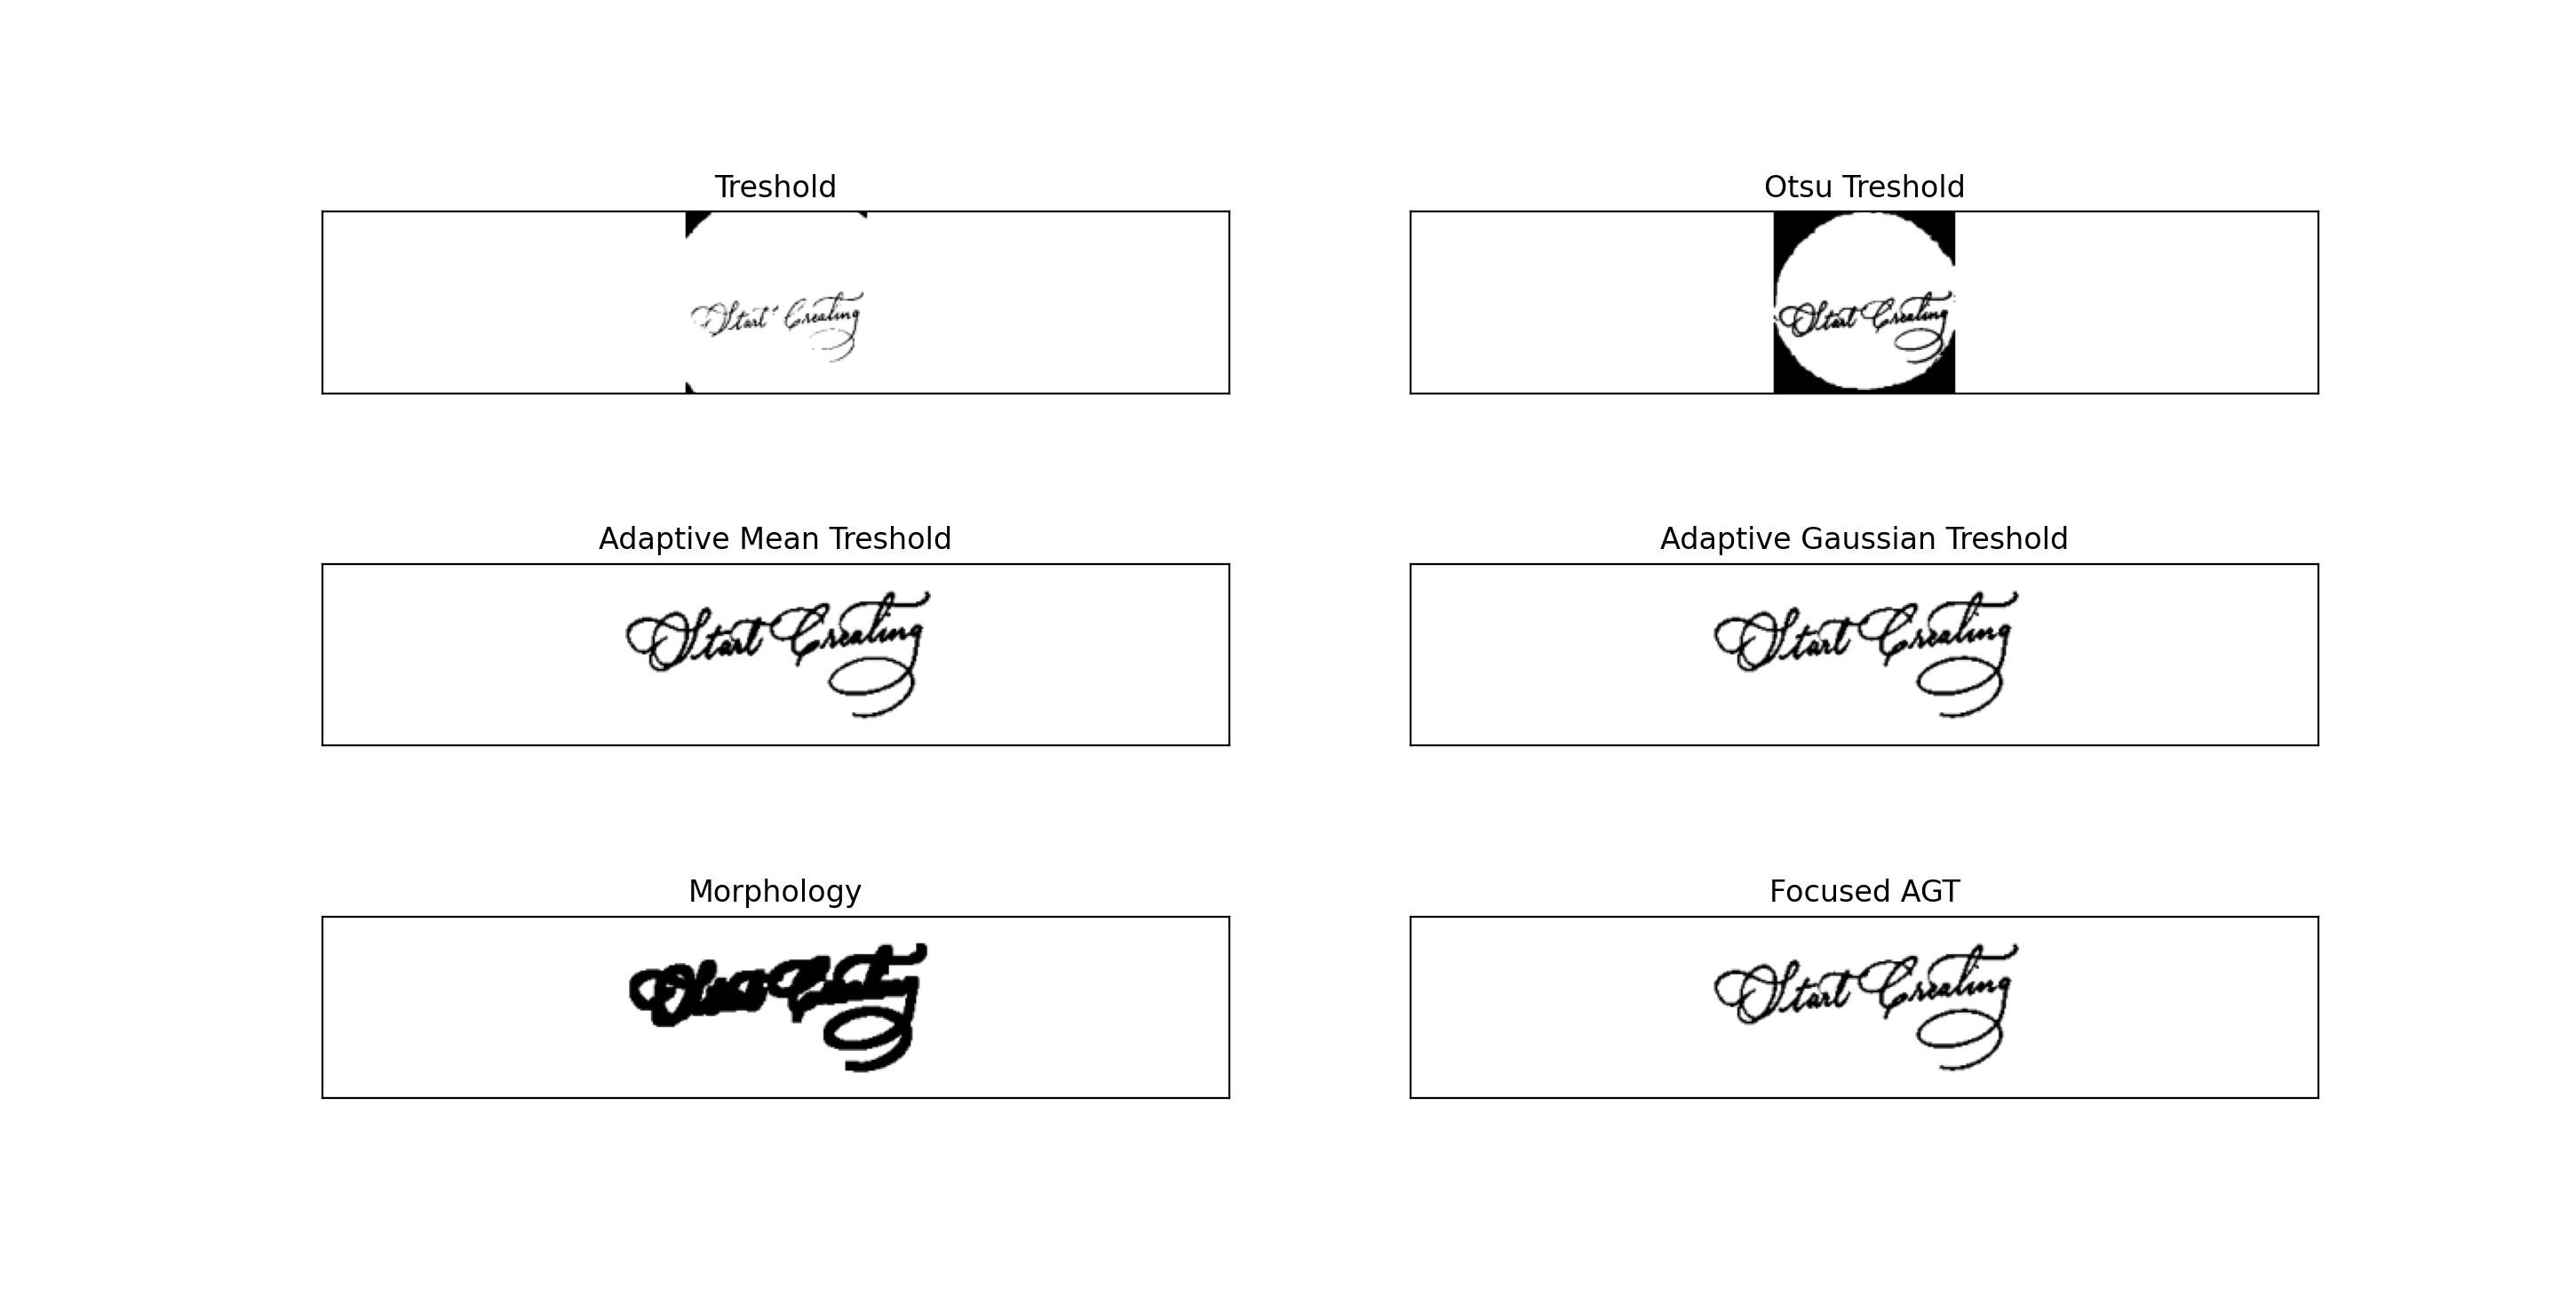 Treshold
Otsu Treshold
Start Creating
Start Creating
Adaptive Mean Treshold
Adaptive Gaussian Treshold
Start Creating
Start Creating
Morphology
Focused AGT
Start Creating